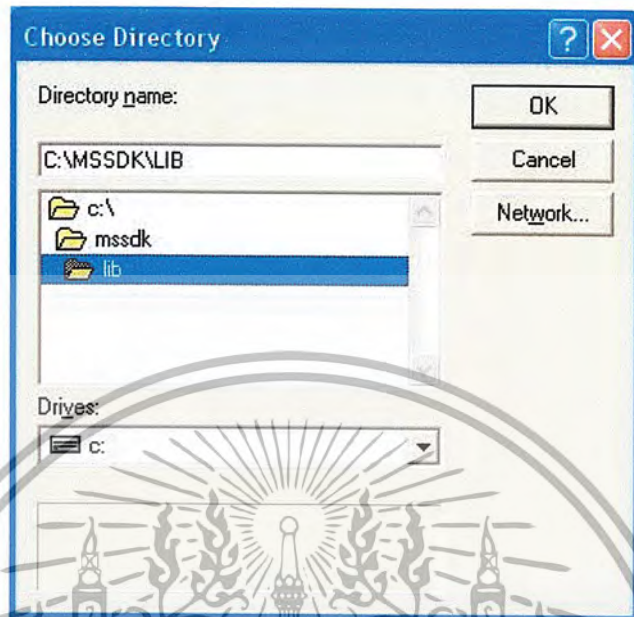 Choose Directory
Directory name:
C:\MSSDK\LIB
c:\
mssdk
lib
Drives:
c:
OK
Cancel
Network...